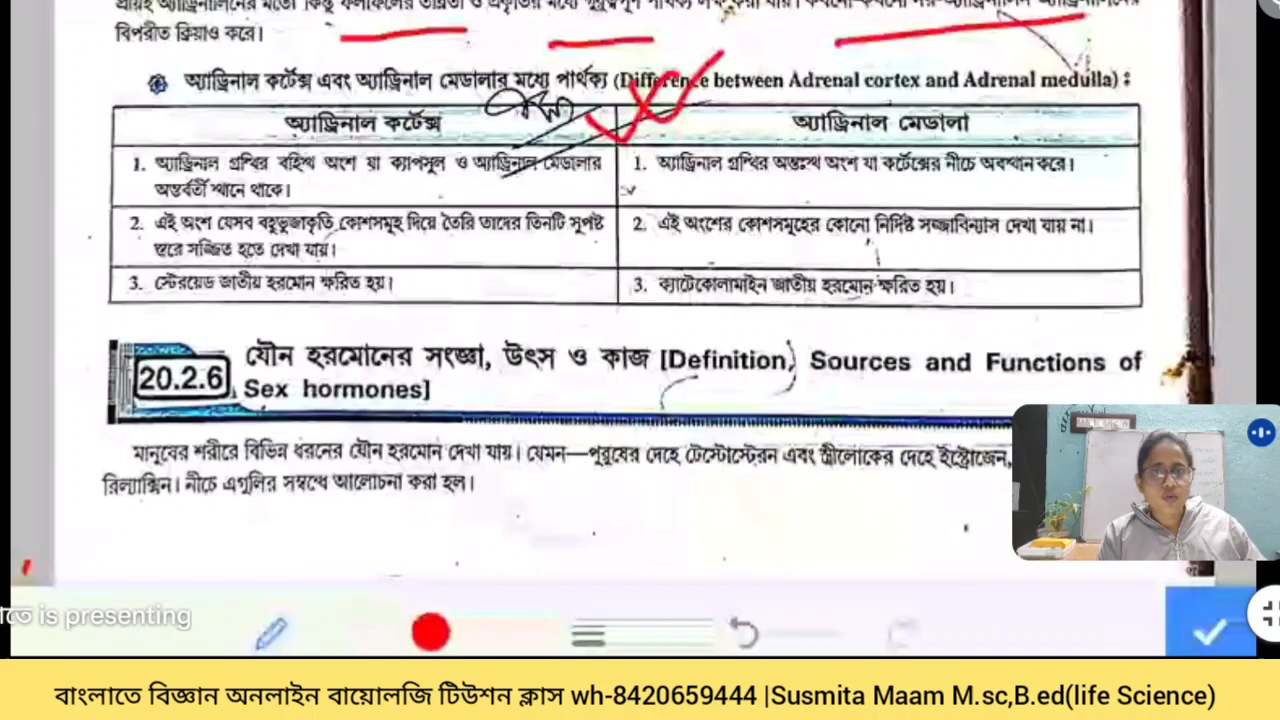 বিপরীত ক্রিয়াও করে।
অ্যাড্রিনাল কর্টেক্স এবং অ্যাড্রিনাল মেডালার মধ্যে পার্থক্য (Difference between Adrenal cortex and Adrenal medulla) :
অ্যাড্রিনাল কর্টেক্স
অ্যাড্রিনাল মেডালা
1. অ্যাড্রিনাল গ্রন্থির বহিস্থ অংশ যা ক্যাপসুল ও অ্যাড্রিনাল মেডালার
অন্তর্বর্তী স্থানে থাকে।
1. অ্যাড্রিনাল গ্রন্থির অন্তঃস্থ অংশ যা কর্টেক্সের নীচে অবস্থান করে।
2. এই অংশ যেসব বহুভুজাকৃতি কোশসমূহ দিয়ে তৈরি তাদের তিনটি সুস্পষ্ট
স্তরে সজ্জিত হতে দেখা যায়।
2. এই অংশের কোশসমূহের কোনো নির্দিষ্ট সজ্জাবিন্যাস দেখা যায় না।
3. স্টেরয়েড জাতীয় হরমোন ক্ষরিত হয়।
3. ক্যাটেকোলামাইন জাতীয় হরমোন ক্ষরিত হয়।
20.2.6
যৌন হরমোনের সংজ্ঞা, উৎস ও কাজ [Definition, Sources and Functions of
Sex hormones]
মানুষের শরীরে বিভিন্ন ধরনের যৌন হরমোন দেখা যায়। যেমন—পুরুষের দেহে টেস্টোস্টেরন এবং স্ত্রীলোকের দেহে ইস্ট্রোজেন,
রিল্যাক্সিন। নীচে এগুলির সম্বন্ধে আলোচনা করা হল।
তে is presenting
বাংলাতে বিজ্ঞান অনলাইন বায়োলজি টিউশন ক্লাস wh-8420659444 |Susmita Maam M.sc,B.ed(life Science)